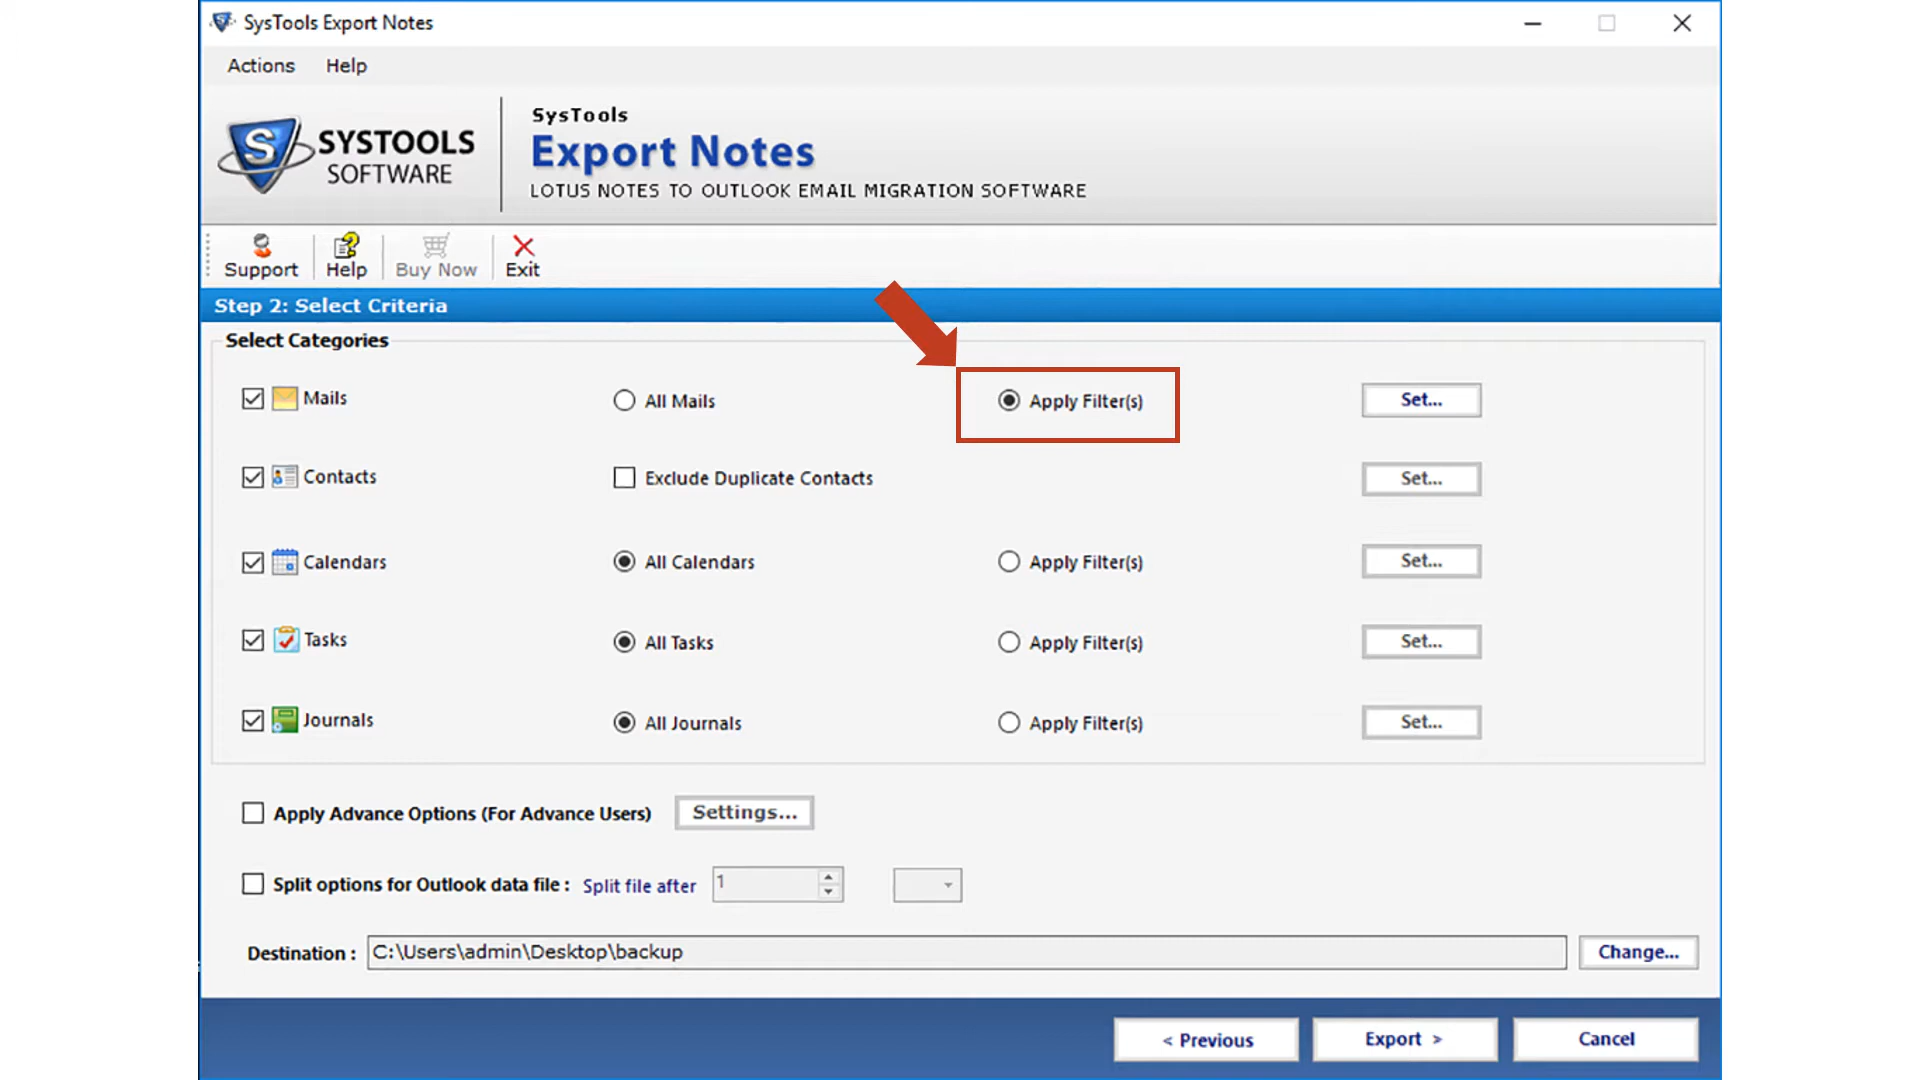 SysTools Export Notes
Actions Help
S SYSTOOLS SOFTWARE
SysTools
Export Notes
LOTUS NOTES TO OUTLOOK EMAIL MIGRATION SOFTWARE
Support Help Buy Now Exit
Step 2: Select Criteria
Select Categories
Mails All Mails Apply Filter(s) Set...
Contacts Exclude Duplicate Contacts Set...
Calendars All Calendars Apply Filter(s) Set...
Tasks All Tasks Apply Filter(s) Set...
Journals All Journals Apply Filter(s) Set...
Apply Advance Options (For Advance Users) Settings...
Split options for Outlook data file : Split file after 1
Destination : C:\Users\admin\Desktop\backup Change...
< Previous Export > Cancel